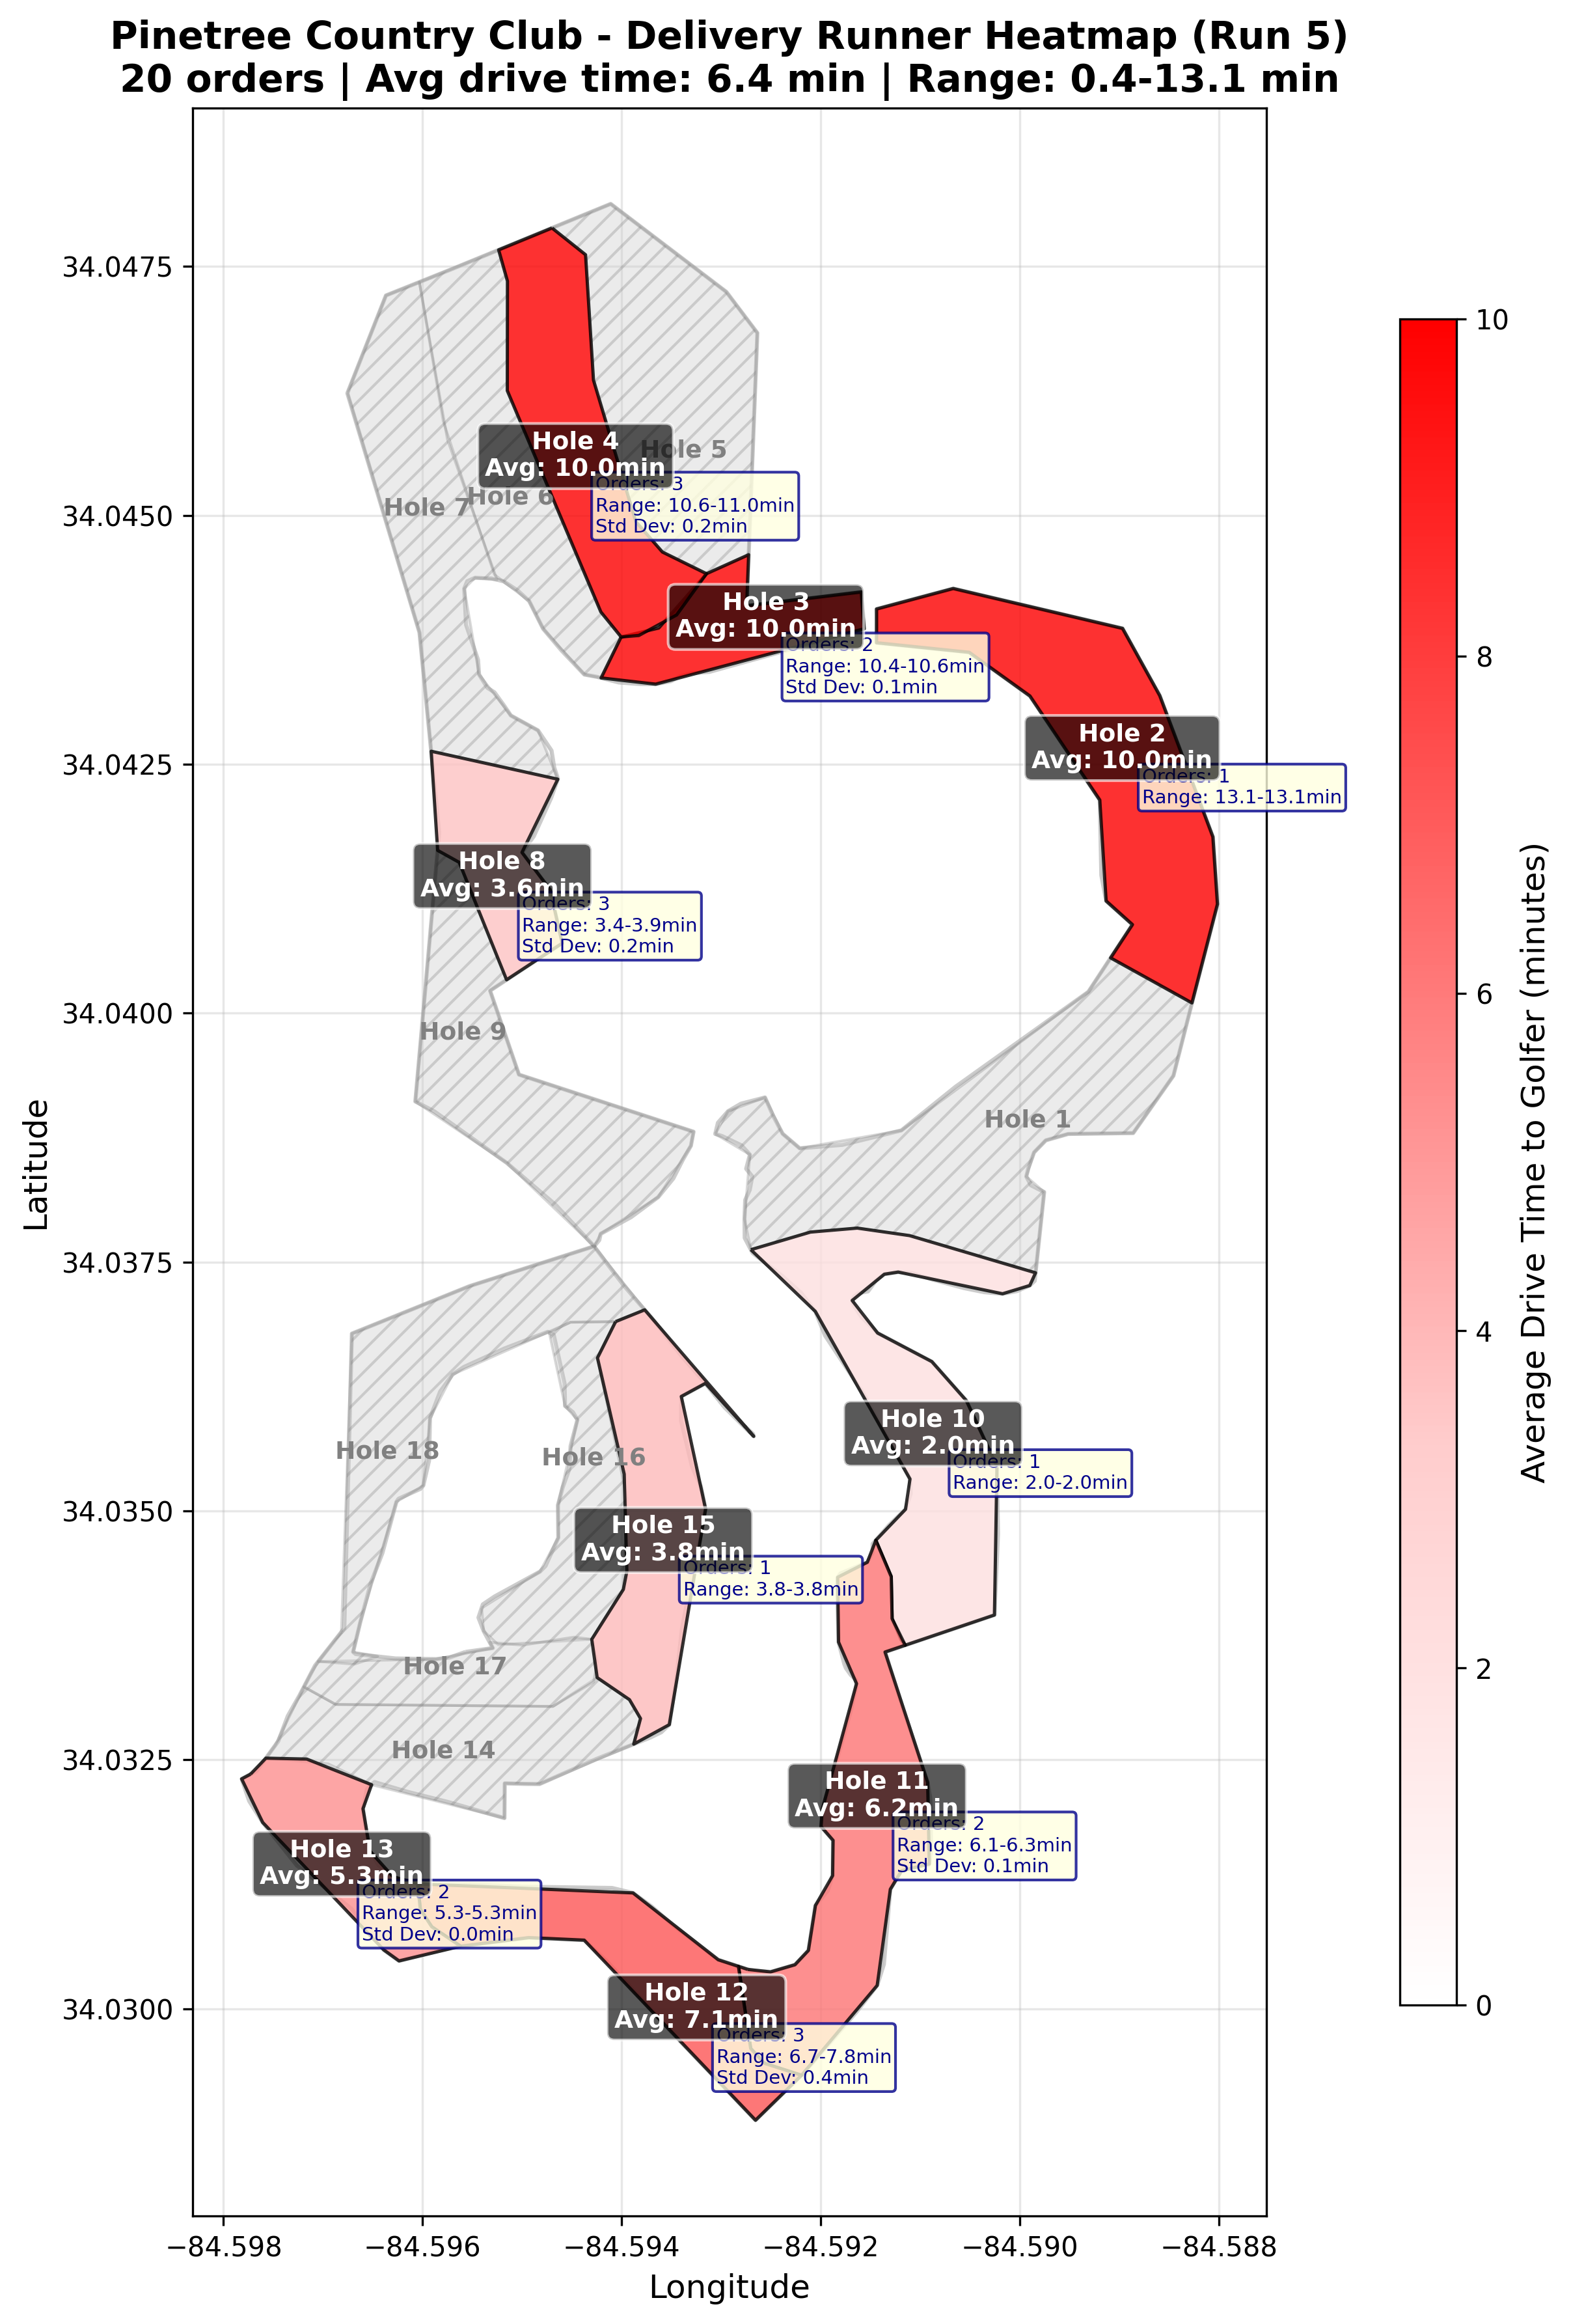 Pinetree Country Club - Delivery Runner Heatmap (Run 5)
20 orders | Avg drive time: 6.4 min | Range: 0.4-13.1 min
34.0475
34.0450
34.0425
34.0400
34.0375
34.0350
34.0325
34.0300
Latitude
Hole 4
Avg: 10.0min
Hole 5
Orders: 3
Range: 10.6-11.0min
Std Dev: 0.2min
Hole 7
Hole 6
Hole 3
Avg: 10.0min
Orders: 2
Range: 10.4-10.6min
Std Dev: 0.1min
Hole 2
Avg: 10.0min
Orders: 1
Range: 13.1-13.1min
Hole 8
Avg: 3.6min
Orders: 3
Range: 3.4-3.9min
Std Dev: 0.2min
Hole 9
Hole 1
Hole 10
Avg: 2.0min
Orders: 1
Range: 2.0-2.0min
Hole 18
Hole 16
Hole 15
Avg: 3.8min
Orders: 1
Range: 3.8-3.8min
Hole 17
Hole 14
Hole 11
Avg: 6.2min
Orders: 2
Range: 6.1-6.3min
Std Dev: 0.1min
Hole 13
Avg: 5.3min
Orders: 2
Range: 5.3-5.3min
Std Dev: 0.0min
Hole 12
Avg: 7.1min
Orders: 3
Range: 6.7-7.8min
Std Dev: 0.4min
−84.598
−84.596
−84.594
−84.592
−84.590
−84.588
Longitude
10
8
6
4
2
0
Average Drive Time to Golfer (minutes)